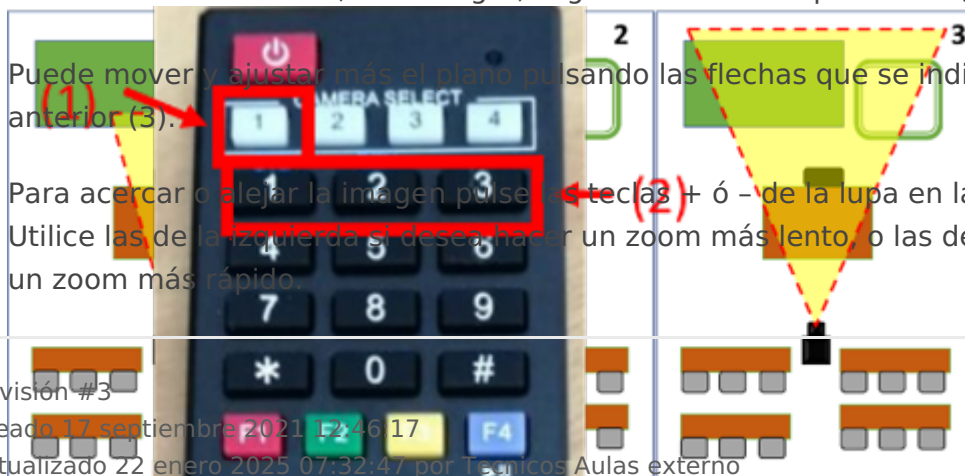 2
3
Puede mover y ajustar más el plano pulsando las flechas que se indi
anterior (3).
(1)
CAMERA SELECT
1 2 3 4
Para acercar o alejar la imagen pulse las teclas + ó – de la lupa en la
1 2 3
(2)
Utilice las de la izquierda si desea hacer un zoom más lento, o las de
4 5 6
un zoom más rápido.
7 8 9
* 0 #
visión #3
eado 17 septiembre 2021 12:46:17
F1 F2 F3 F4
tualizado 22 enero 2025 07:32:47 por Tecnicos Aulas externo